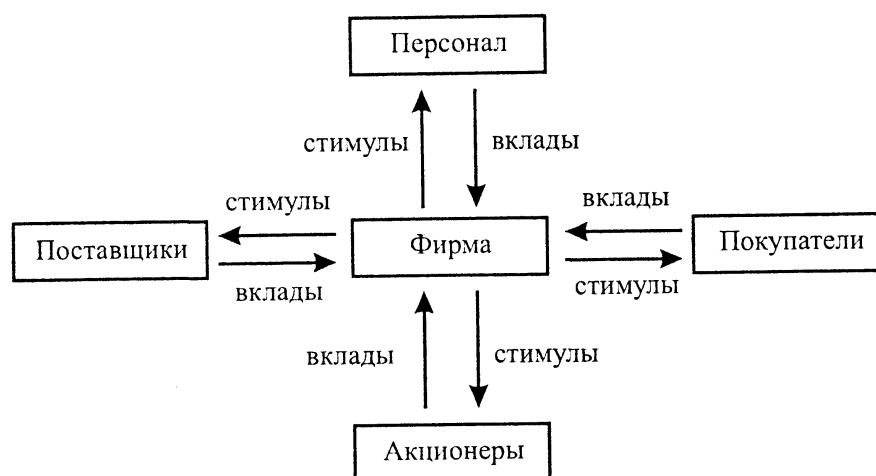 Персонал
стимулы
вклады
стимулы
вклады
Поставщики
Фирма
Покупатели
вклады
стимулы
вклады
стимулы
Акционеры